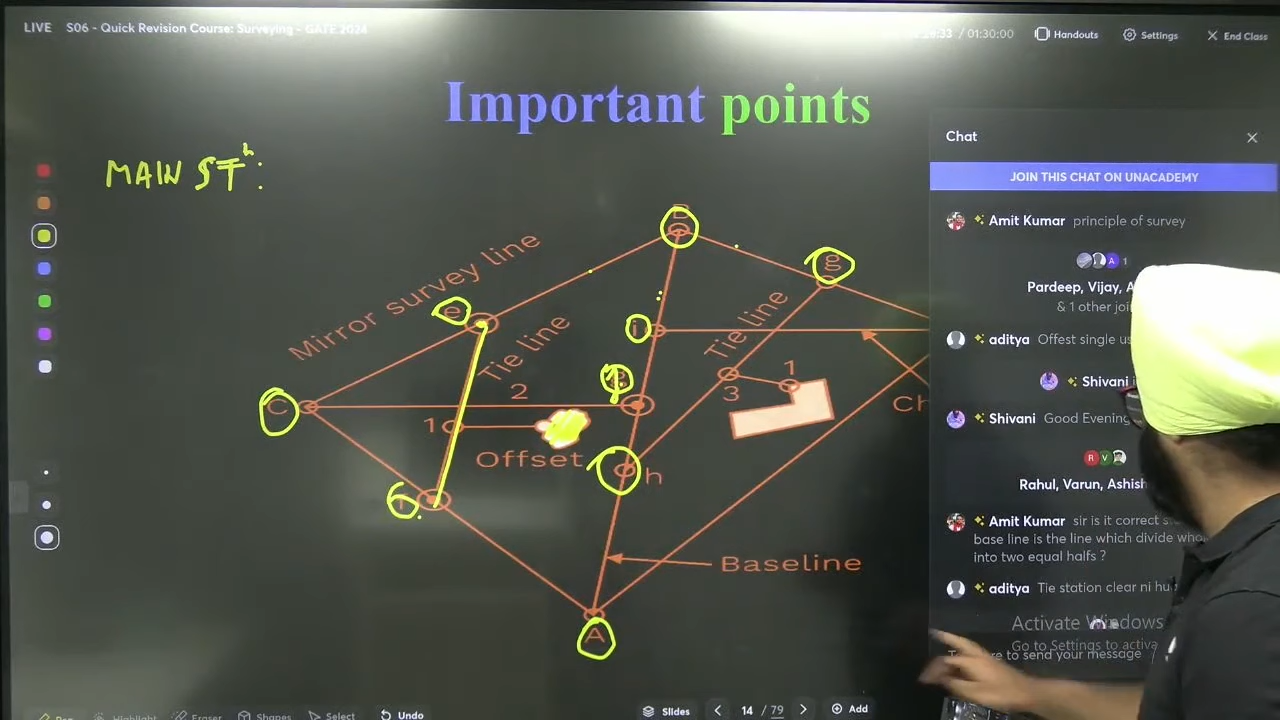 LIVE S06 - Quick Revision Course: Surveying - GATE 2024
33 / 01:30:00 Handouts Settings End Class
Important points
MAIN STn:
Chat
JOIN THIS CHAT ON UNACADEMY
Amit Kumar principle of survey
A 1
Pardeep, Vijay, A
& 1 other joi
aditya Offest single us
Shivani
Shivani Good Evening
R V
Rahul, Varun, Ashish
Amit Kumar sir is it correct
base line is the line which divide who
into two equal halfs ?
aditya Tie station clear ni hu
Activate Windows
Go to Settings to activa
to send your message
B
g
Mirror survey line
e
Tie line
i
Tie line
1
3
2
C
Ch
1
Offset
h
f
Baseline
A
Pen Highlight Eraser Shapes Select Undo
Slides 14 / 79 Add